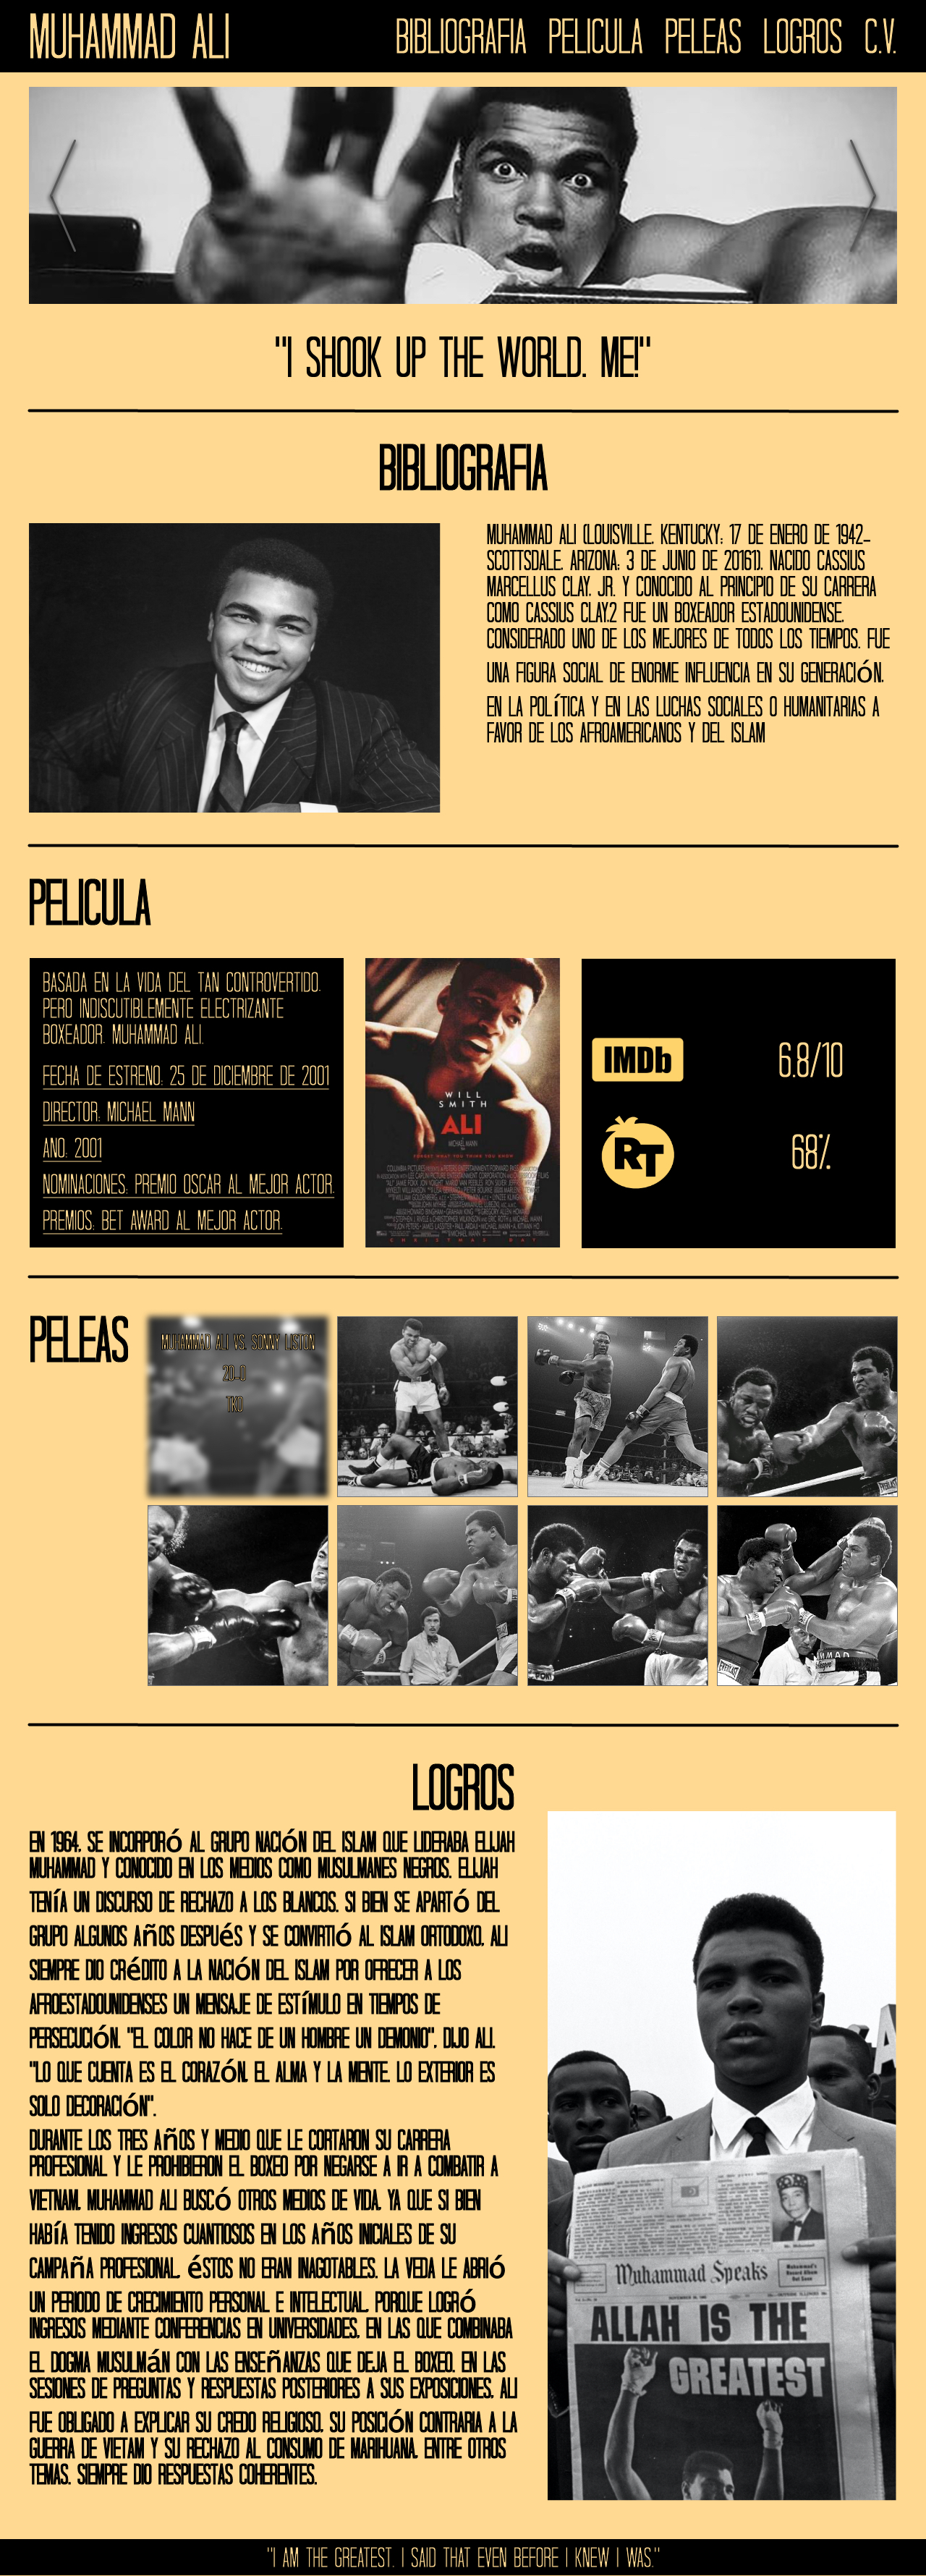 MUHAMMAD ALI
BIBLIOGRAFIA PELICULA PELEAS LOGROS C.V.
"I SHOOK UP THE WORLD. ME!"
BIBLIOGRAFIA
MUHAMMAD ALI (LOUISVILLE, KENTUCKY; 17 DE ENERO DE 1942-
SCOTTSDALE, ARIZONA; 3 DE JUNIO DE 20161), NACIDO CASSIUS
MARCELLUS CLAY, JR. Y CONOCIDO AL PRINCIPIO DE SU CARRERA
COMO CASSIUS CLAY,2 FUE UN BOXEADOR ESTADOUNIDENSE,
CONSIDERADO UNO DE LOS MEJORES DE TODOS LOS TIEMPOS. FUE
UNA FIGURA SOCIAL DE ENORME INFLUENCIA EN SU GENERACIÓN,
EN LA POLÍTICA Y EN LAS LUCHAS SOCIALES O HUMANITARIAS A
FAVOR DE LOS AFROAMERICANOS Y DEL ISLAM
PELICULA
BASADA EN LA VIDA DEL TAN CONTROVERTIDO,
PERO INDISCUTIBLEMENTE ELECTRIZANTE
BOXEADOR, MUHAMMAD ALI.
FECHA DE ESTRENO: 25 DE DICIEMBRE DE 2001
DIRECTOR: MICHAEL MANN
ANO: 2001
NOMINACIONES: PREMIO OSCAR AL MEJOR ACTOR.
PREMIOS: BET AWARD AL MEJOR ACTOR.
WILL
SMITH
ALI
MICHAEL MANN
FORGET WHAT YOU THINK YOU KNOW
CHRISTMAS DAY
IMDb 6.8/10
RT 68%
PELEAS
MUHAMMAD ALI VS. SONNY LISTON
20-0
TKO
LOGROS
EN 1964, SE INCORPORÓ AL GRUPO NACIÓN DEL ISLAM QUE LIDERABA ELIJAH
MUHAMMAD Y CONOCIDO EN LOS MEDIOS COMO MUSULMANES NEGROS. ELIJAH
TENÍA UN DISCURSO DE RECHAZO A LOS BLANCOS. SI BIEN SE APARTÓ DEL
GRUPO ALGUNOS AÑOS DESPUÉS Y SE CONVIRTIÓ AL ISLAM ORTODOXO, ALI
SIEMPRE DIO CRÉDITO A LA NACIÓN DEL ISLAM POR OFRECER A LOS
AFROESTADOUNIDENSES UN MENSAJE DE ESTÍMULO EN TIEMPOS DE
PERSECUCIÓN. "EL COLOR NO HACE DE UN HOMBRE UN DEMONIO", DIJO ALI.
"LO QUE CUENTA ES EL CORAZÓN, EL ALMA Y LA MENTE. LO EXTERIOR ES
SOLO DECORACIÓN".
DURANTE LOS TRES AÑOS Y MEDIO QUE LE CORTARON SU CARRERA
PROFESIONAL Y LE PROHIBIERON EL BOXEO POR NEGARSE A IR A COMBATIR A
VIETNAM, MUHAMMAD ALI BUSCÓ OTROS MEDIOS DE VIDA, YA QUE SI BIEN
HABÍA TENIDO INGRESOS CUANTIOSOS EN LOS AÑOS INICIALES DE SU
CAMPAÑA PROFESIONAL, ÉSTOS NO ERAN INAGOTABLES. LA VEDA LE ABRIÓ
UN PERIODO DE CRECIMIENTO PERSONAL E INTELECTUAL, PORQUE LOGRÓ
INGRESOS MEDIANTE CONFERENCIAS EN UNIVERSIDADES, EN LAS QUE COMBINABA
EL DOGMA MUSULMÁN CON LAS ENSEÑANZAS QUE DEJA EL BOXEO. EN LAS
SESIONES DE PREGUNTAS Y RESPUESTAS POSTERIORES A SUS EXPOSICIONES, ALI
FUE OBLIGADO A EXPLICAR SU CREDO RELIGIOSO, SU POSICIÓN CONTRARIA A LA
GUERRA DE VIETAM Y SU RECHAZO AL CONSUMO DE MARIHUANA, ENTRE OTROS
TEMAS. SIEMPRE DIO RESPUESTAS COHERENTES.
Muhammad Speaks
ALLAH IS THE
GREATEST
"I AM THE GREATEST, I SAID THAT EVEN BEFORE I KNEW I WAS."